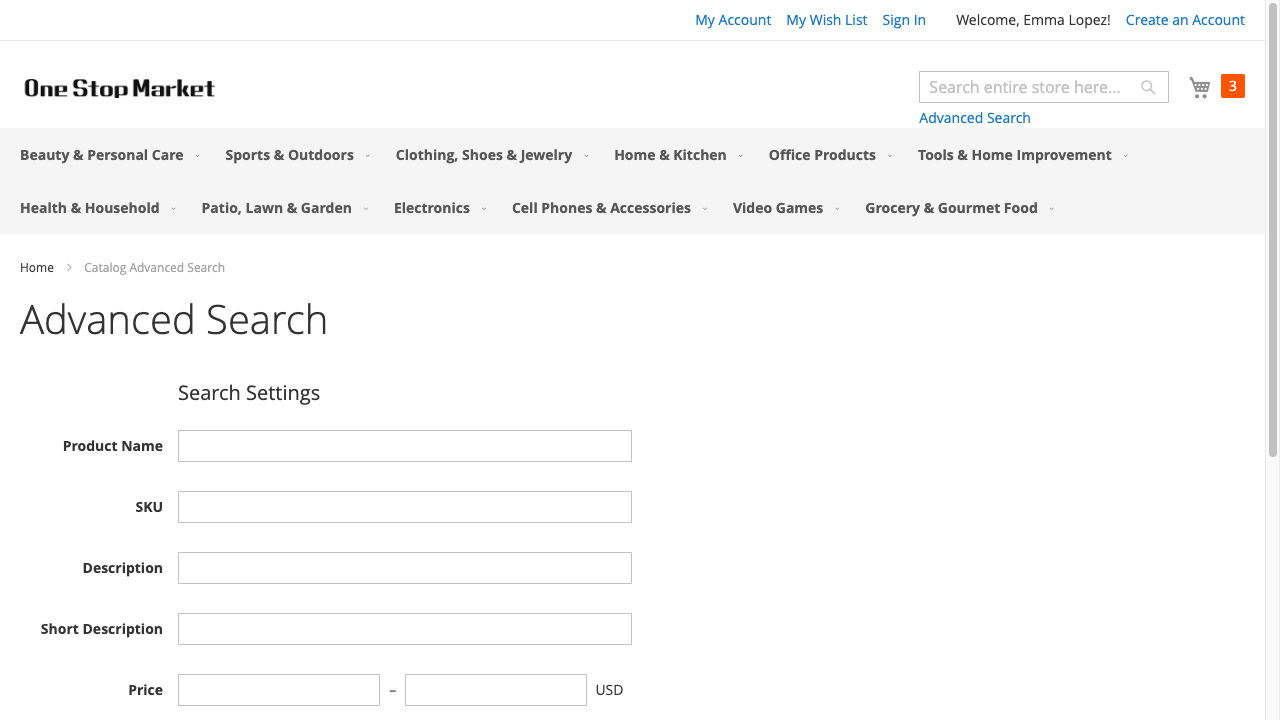 My Account My Wish List Sign In Welcome, Emma Lopez! Create an Account
One Stop Market
Search entire store here...
3
Advanced Search
Beauty & Personal Care Sports & Outdoors Clothing, Shoes & Jewelry Home & Kitchen Office Products Tools & Home Improvement
Health & Household Patio, Lawn & Garden Electronics Cell Phones & Accessories Video Games Grocery & Gourmet Food
Home Catalog Advanced Search
Advanced Search
Search Settings
Product Name
SKU
Description
Short Description
Price – USD